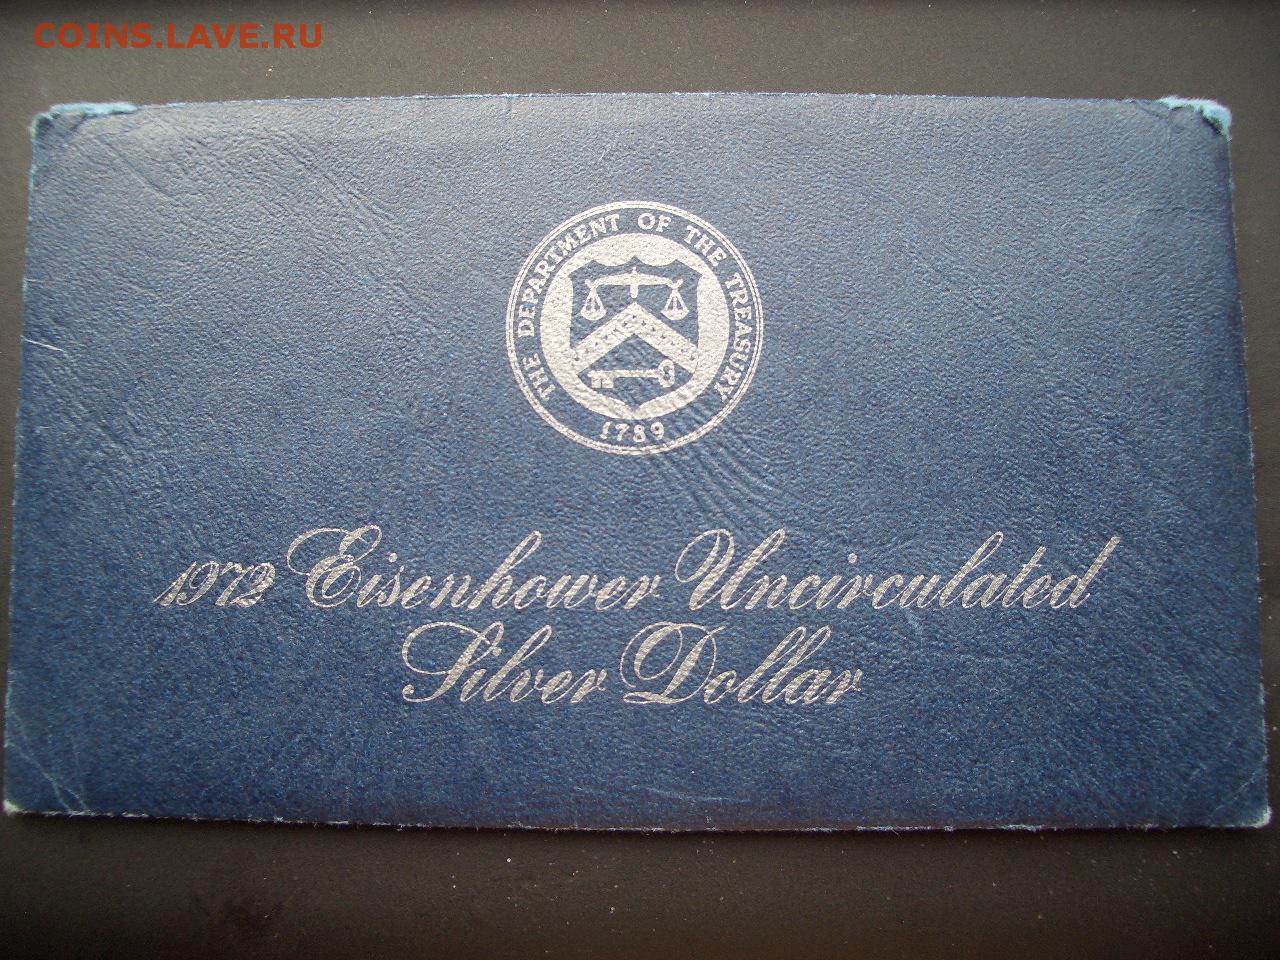 COINS.LAVE.RU
THE DEPARTMENT OF THE TREASURY
1789
1972 Eisenhower Uncirculated
Silver Dollar